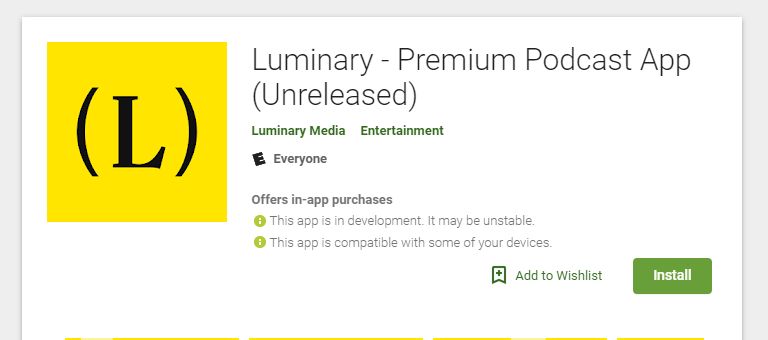 (L)
Luminary - Premium Podcast App
(Unreleased)
Luminary Media Entertainment
E Everyone
Offers in-app purchases
This app is in development. It may be unstable.
This app is compatible with some of your devices.
Add to Wishlist Install